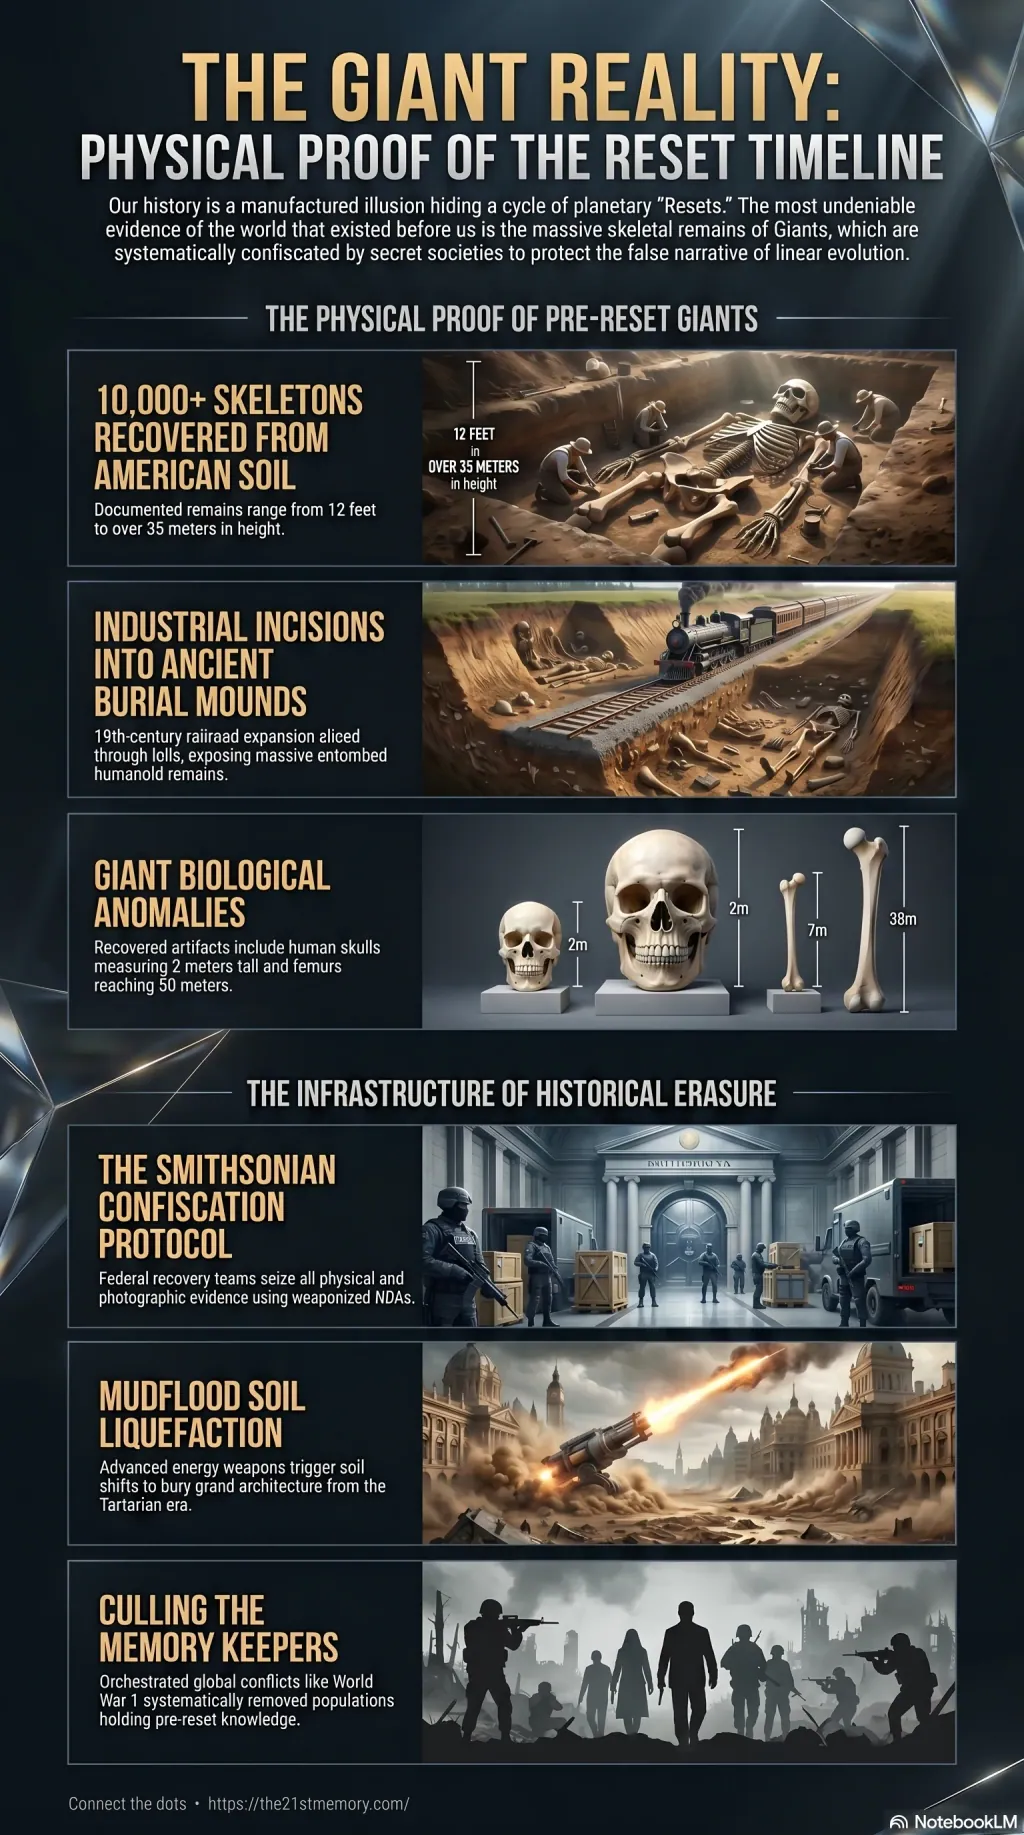 THE GIANT REALITY:
PHYSICAL PROOF OF THE RESET TIMELINE
Our history is a manufactured illusion hiding a cycle of planetary "Resets." The most undeniable
evidence of the world that existed before us is the massive skeletal remains of Giants, which are
systematically confiscated by secret societies to protect the false narrative of linear evolution.
THE PHYSICAL PROOF OF PRE-RESET GIANTS
10,000+ SKELETONS
RECOVERED FROM
AMERICAN SOIL
Documented remains range from 12 feet
to over 35 meters in height.
12 FEET
in
OVER 35 METERS
in height
INDUSTRIAL INCISIONS
INTO ANCIENT
BURIAL MOUNDS
19th-century raiiraad expansion aliced
through lolls, exposing massive entombed
humanold remains.
GIANT BIOLOGICAL
ANOMALIES
Recovered artifacts include human skulls
measuring 2 meters tall and femurs
reaching 50 meters.
2m
2m
7m
38m
THE INFRASTRUCTURE OF HISTORICAL ERASURE
THE SMITHSONIAN
CONFISCATION
PROTOCOL
Federal recovery teams seize all physical and
photographic evidence using weaponized NDAs.
MUDFLOOD SOIL
LIQUEFACTION
Advanced energy weapons trigger soil
shifts to bury grand architecture from the
Tartarian era.
CULLING THE
MEMORY KEEPERS
Orchestrated global conflicts like World
War 1 systematically removed populations
holding pre-reset knowledge.
Connect the dots • https://the21stmemory.com/
NotebookLM